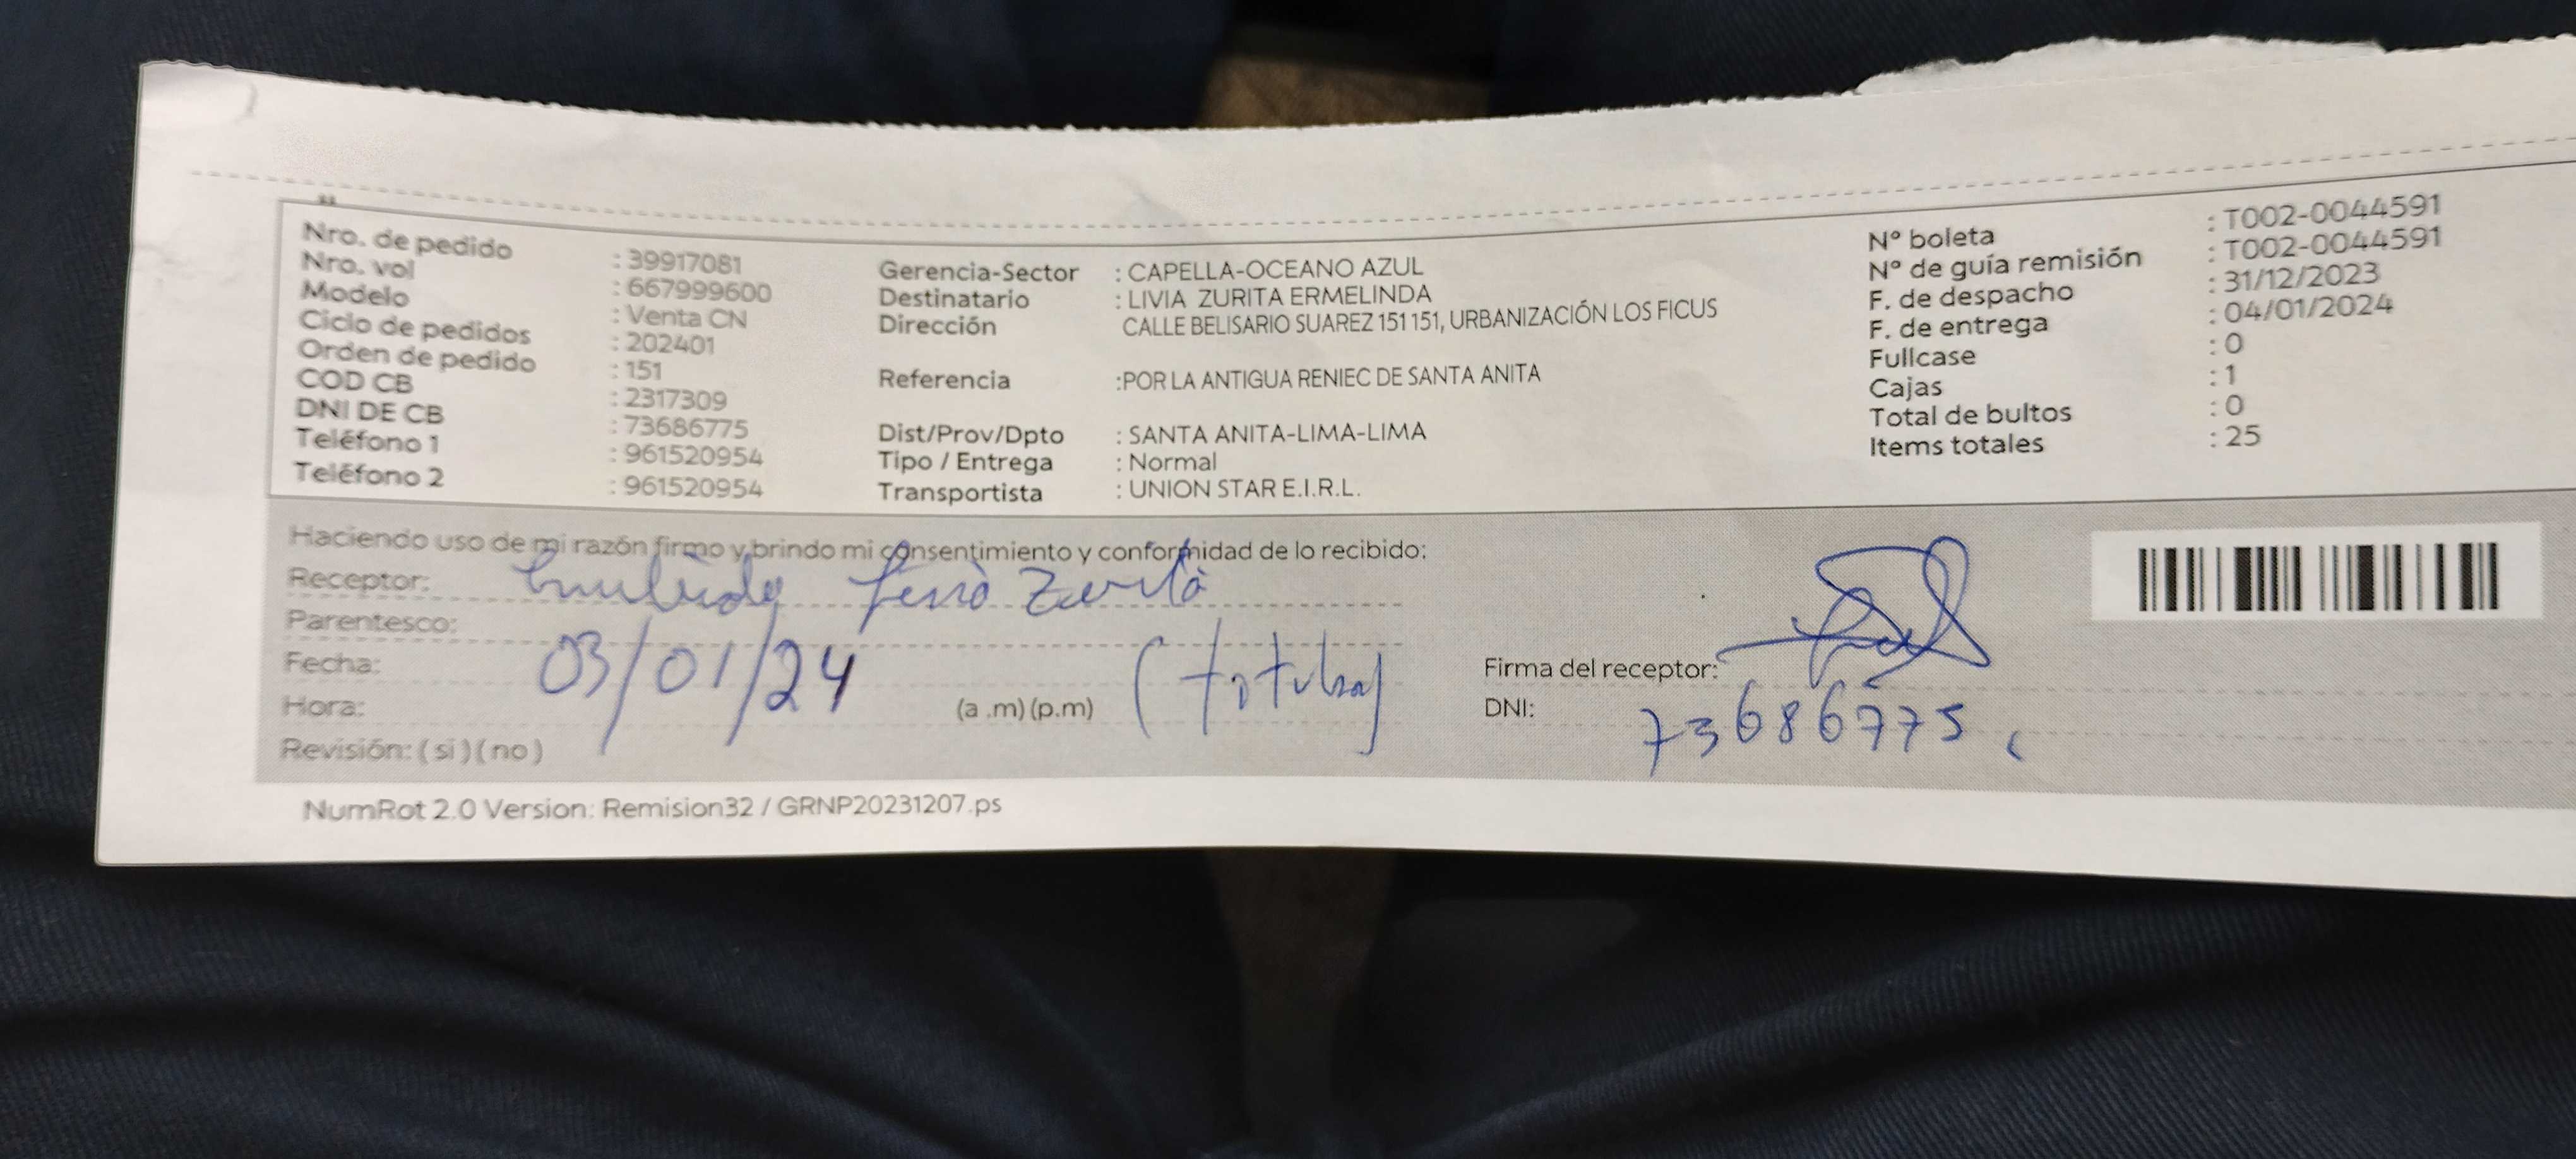 Nro. de pedido : 39917081
Nro. vol : 667999600
Modelo : Venta CN
Ciclo de pedidos : 202401
Orden de pedido : 151
COD CB : 2317309
DNI DE CB : 73686775
Teléfono 1 : 961520954
Teléfono 2 : 961520954
Gerencia-Sector : CAPELLA-OCEANO AZUL
Destinatario : LIVIA ZURITA ERMELINDA
Dirección CALLE BELISARIO SUAREZ 151 151, URBANIZACIÓN LOS FICUS
Referencia :POR LA ANTIGUA RENIEC DE SANTA ANITA
Dist/Prov/Dpto : SANTA ANITA-LIMA-LIMA
Tipo / Entrega : Normal
Transportista : UNION STAR E.I.R.L.
N° boleta : T002-0044591
N° de guía remisión : T002-0044591
F. de despacho : 31/12/2023
F. de entrega : 04/01/2024
Fullcase : 0
Cajas : 1
Total de bultos : 0
Items totales : 25
Haciendo uso de mi razón firmo y brindo mi consentimiento y conformidad de lo recibido:
Receptor: Zurita
Parentesco:
Fecha: 03/01/24
Hora: (a .m) (p.m)
Revisión: ( si ) ( no )
Firma del receptor:
DNI: 73686775
NumRot 2.0 Version: Remision32 / GRNP20231207.ps